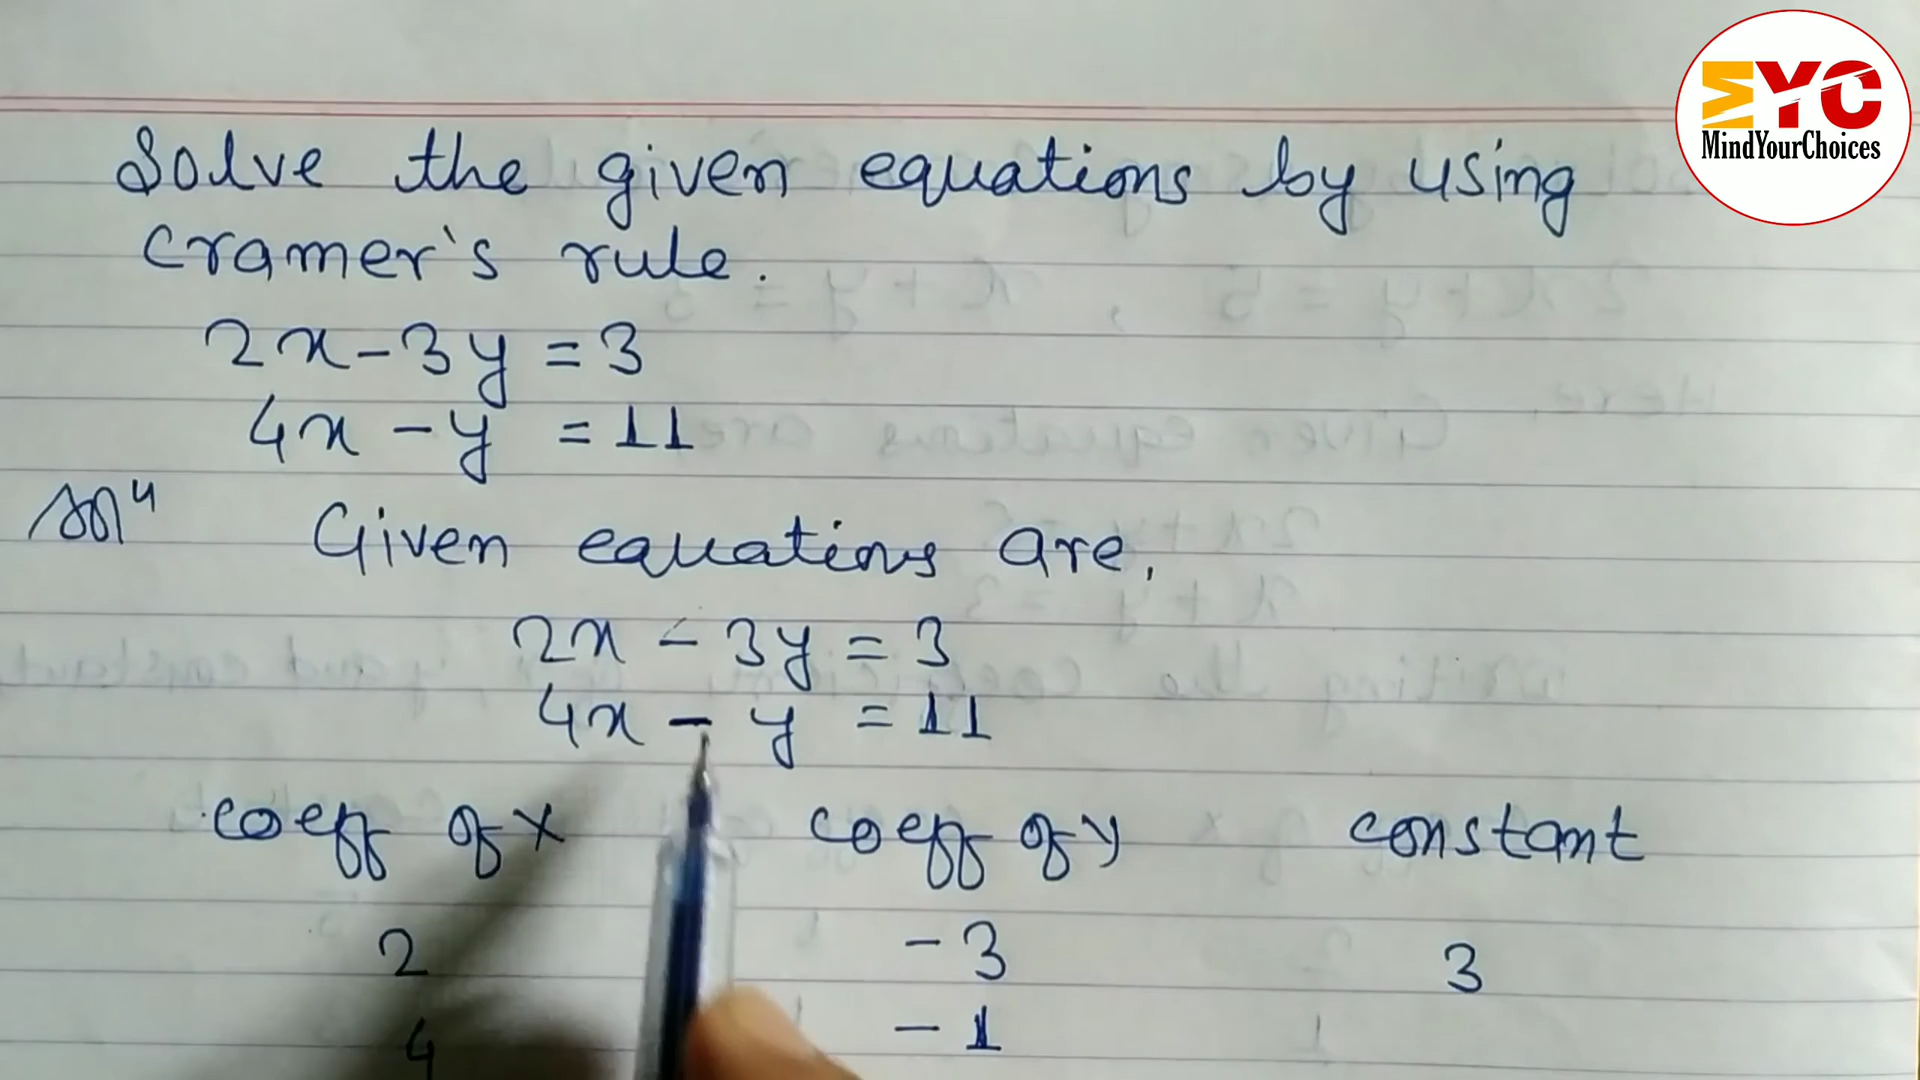 MYC
MindYourChoices
Solve the given equations by using
Cramer's rule.
2x - 3y = 3
4x - y = 11
Given equations are,
2x - 3y = 3
4x - y = 11
coeff of x coeff of y constant
2 -3 3
4 -1